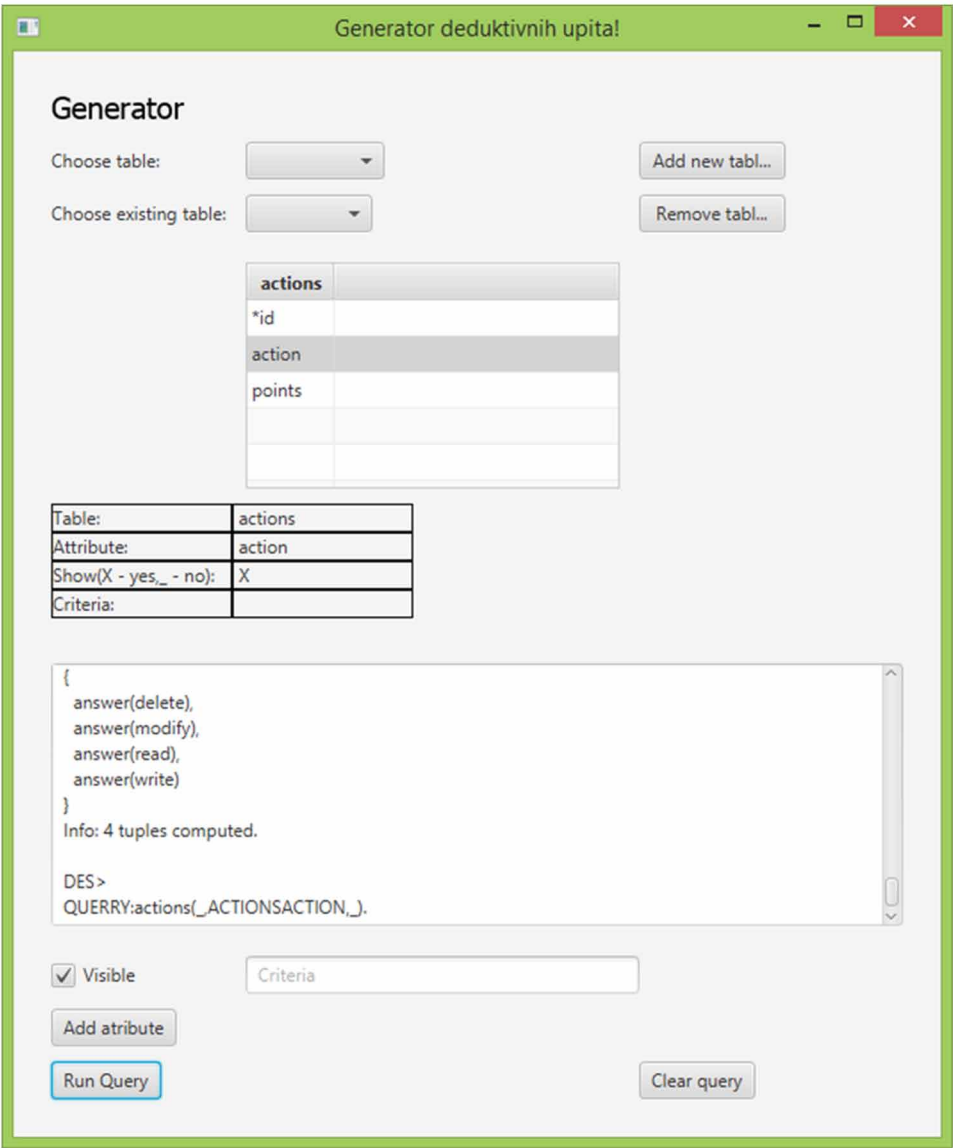 Generator deduktivnih upita!
Generator
Choose table:
Add new tabl...
Choose existing table:
Remove tabl...
actions
*id
action
points
Table: actions
Attribute: action
Show(X - yes,_ - no): X
Criteria:
{
answer(delete),
answer(modify),
answer(read),
answer(write)
}
Info: 4 tuples computed.
DES>
QUERRY:actions(_,ACTIONSACTION,_).
Visible
Criteria
Add atribute
Run Query
Clear query